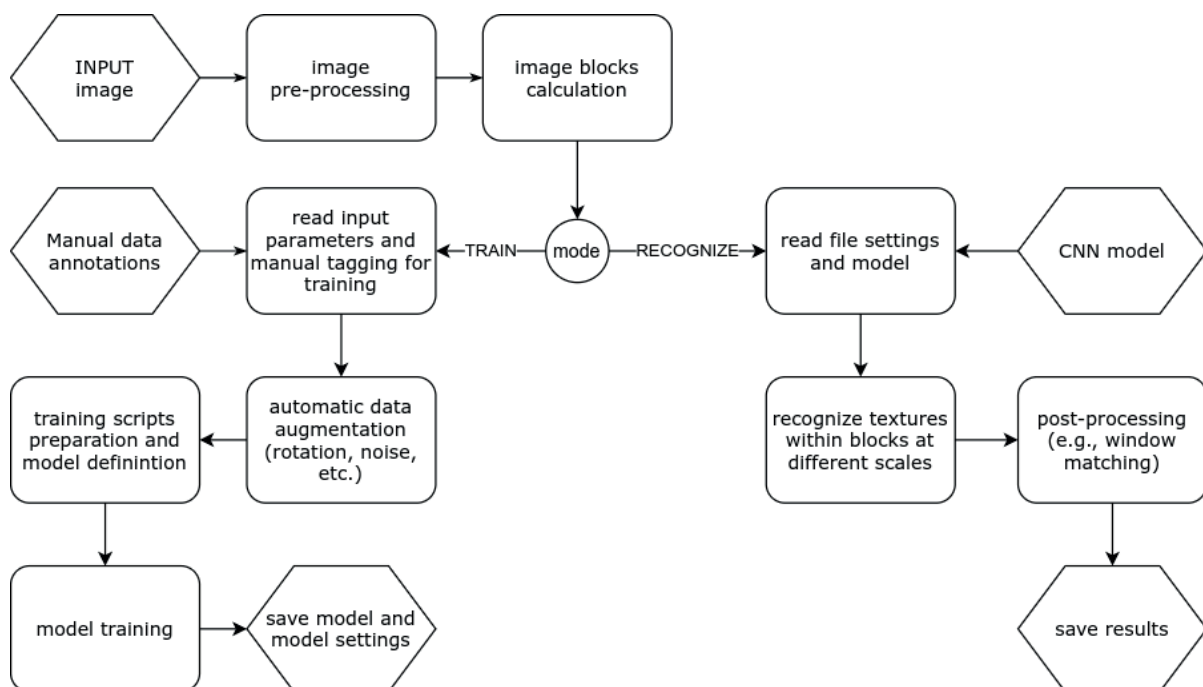 INPUT
image
image
pre-processing
image blocks
calculation
Manual data
annotations
read input
parameters and
manual tagging for
training
TRAIN
mode
RECOGNIZE
read file settings
and model
CNN model
training scripts
preparation and
model definintion
automatic data
augmentation
(rotation, noise,
etc.)
recognize textures
within blocks at
different scales
post-processing
(e.g., window
matching)
model training
save model and
model settings
save results